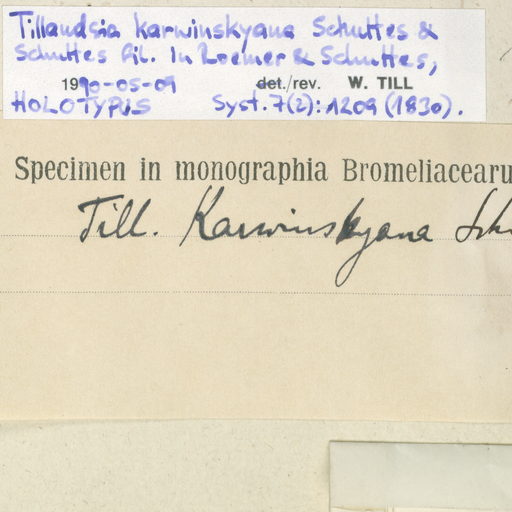 Tillandsia karwinskyana Schultes &
Schultes fil. In Roemer & Schultes,
1990-05-09 det./rev. W. TILL
HOLOTYPUS Syst. 7(2): 1209 (1830).
Specimen in monographia Bromeliacearu
Till. Karwinskyana Sch